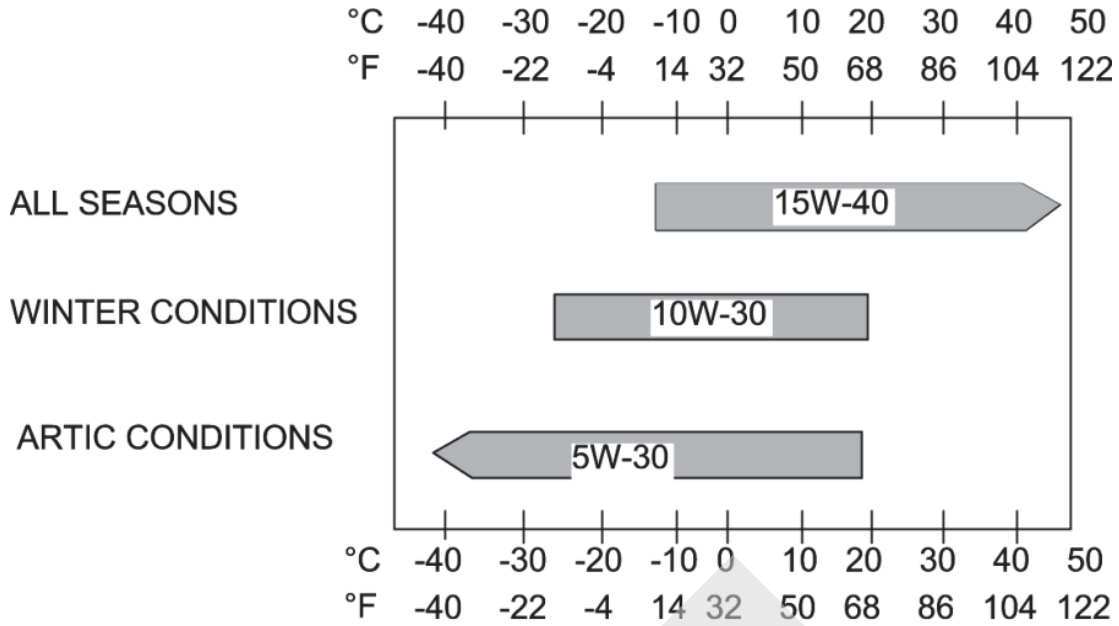 °C -40 -30 -20 -10 0 10 20 30 40 50
°F -40 -22 -4 14 32 50 68 86 104 122
ALL SEASONS 15W-40
WINTER CONDITIONS 10W-30
ARTIC CONDITIONS 5W-30
°C -40 -30 -20 -10 0 10 20 30 40 50
°F -40 -22 -4 14 32 50 68 86 104 122